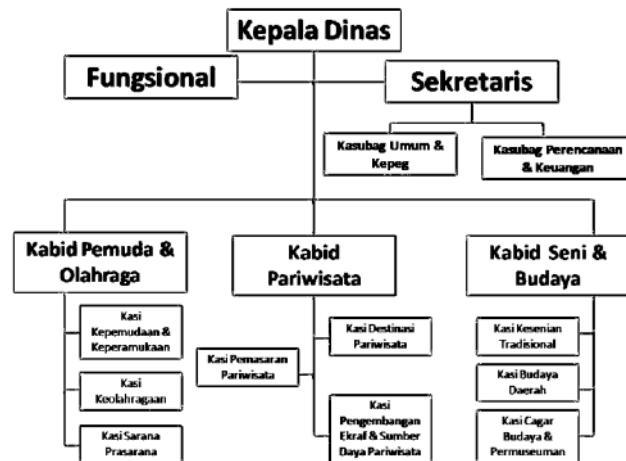 Kepala Dinas
Fungsional
Sekretaris
Kasubag Umum &
Kepeg
Kasubag Perencanaan
& Keuangan
Kabid Pemuda &
Olahraga
Kabid
Pariwisata
Kabid Seni &
Budaya
Kasi
Kepemudaan &
Keperamukaan
Kasi
Keolahragaan
Kasi Sarana
Prasarana
Kasi Destinasi
Pariwisata
Kasi Pemasaran
Pariwisata
Kasi
Pengembangan
Ekraf & Sumber
Daya Pariwisata
Kasi Kesenian
Tradisional
Kasi Budaya
Daerah
Kasi Cagar
Budaya &
Permuseuman